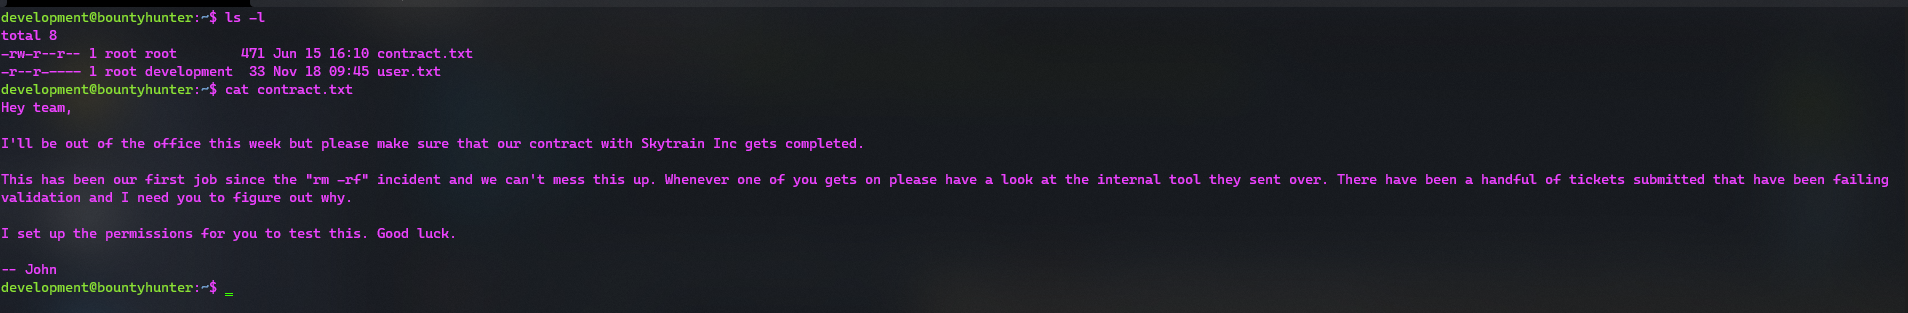 development@bountyhunter:~$ ls -l
total 8
-rw-r--r-- 1 root root        471 Jun 15 16:10 contract.txt
-r--r----- 1 root development  33 Nov 18 09:45 user.txt
development@bountyhunter:~$ cat contract.txt
Hey team,

I'll be out of the office this week but please make sure that our contract with Skytrain Inc gets completed.

This has been our first job since the "rm -rf" incident and we can't mess this up. Whenever one of you gets on please have a look at the internal tool they sent over. There have been a handful of tickets submitted that have been failing
validation and I need you to figure out why.

I set up the permissions for you to test this. Good luck.

-- John
development@bountyhunter:~$ _